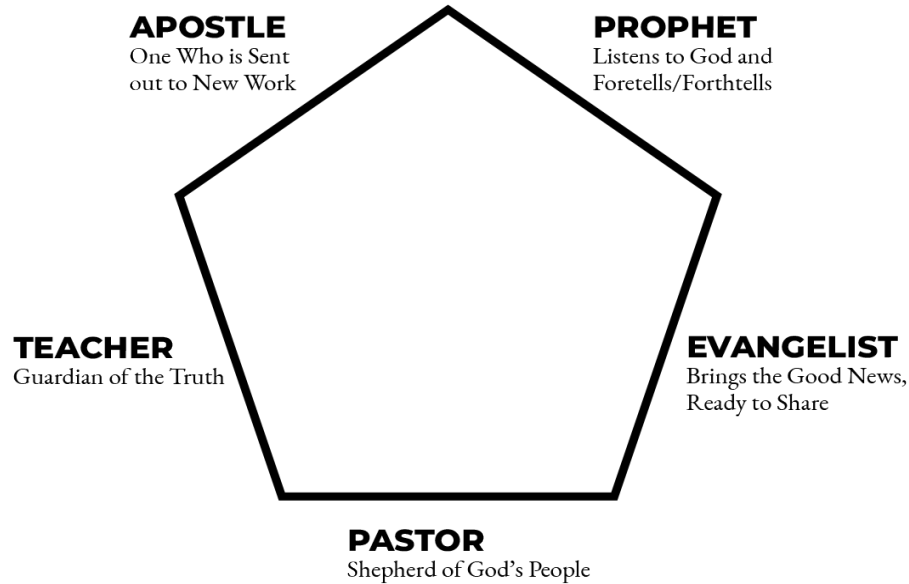 APOSTLE
One Who is Sent
out to New Work
PROPHET
Listens to God and
Foretells/Forthtells
EVANGELIST
Brings the Good News,
Ready to Share
PASTOR
Shepherd of God’s People
TEACHER
Guardian of the Truth